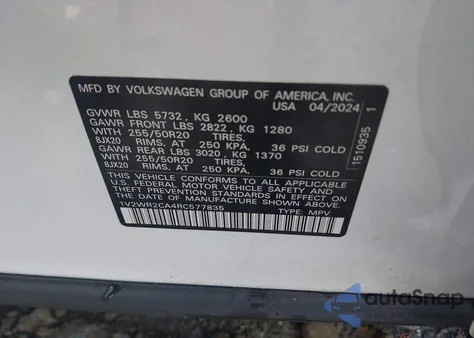 MFD BY VOLKSWAGEN GROUP OF AMERICA, INC.
USA 04/2024
GVWR LBS 5732 , KG 2600
GAWR FRONT LBS 2822 , KG 1280
WITH 255/50R20 TIRES,
8JX20 RIMS, AT 250 KPA. 36 PSI COLD
GAWR REAR LBS 3020 , KG 1370
WITH 255/50R20 TIRES,
8JX20 RIMS, AT 250 KPA. 36 PSI COLD
THIS VEHICLE CONFORMS TO ALL APPLICABLE
U.S. FEDERAL MOTOR VEHICLE SAFETY AND
THEFT PREVENTION STANDARDS IN EFFECT ON
THE DATE OF MANUFACTURE SHOWN ABOVE.
1V2WR2CA4RC577835 TYPE: MPV
1510935 1
autoSnap